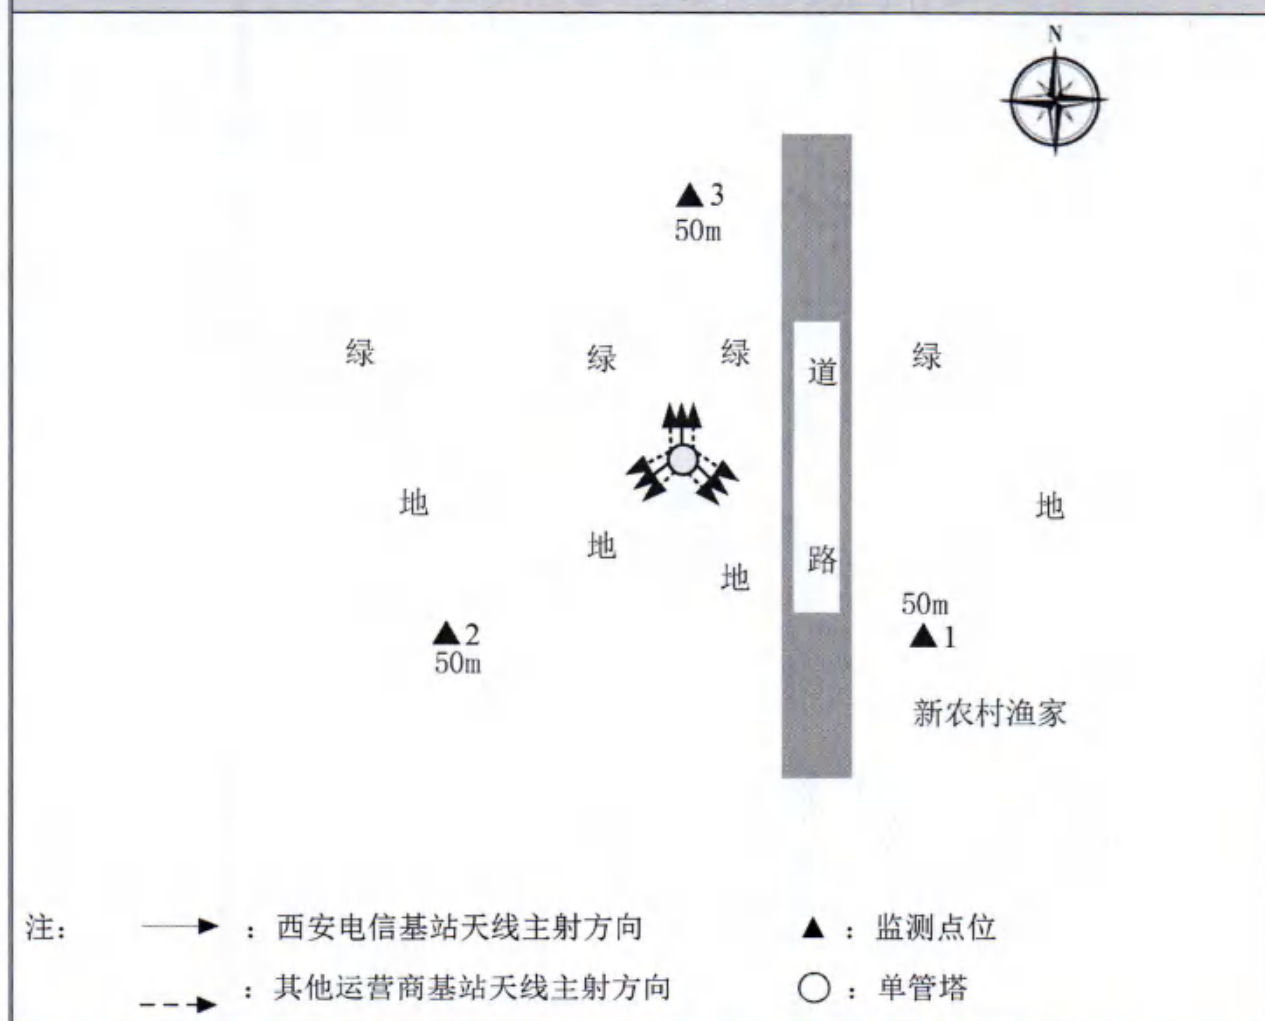 N
▲3
50m
绿 绿 绿 道 绿
地 地 地 路 地
50m
▲2
50m
▲1
新农村渔家
注： ：西安电信基站天线主射方向 ▲：监测点位
：其他运营商基站天线主射方向 ○：单管塔